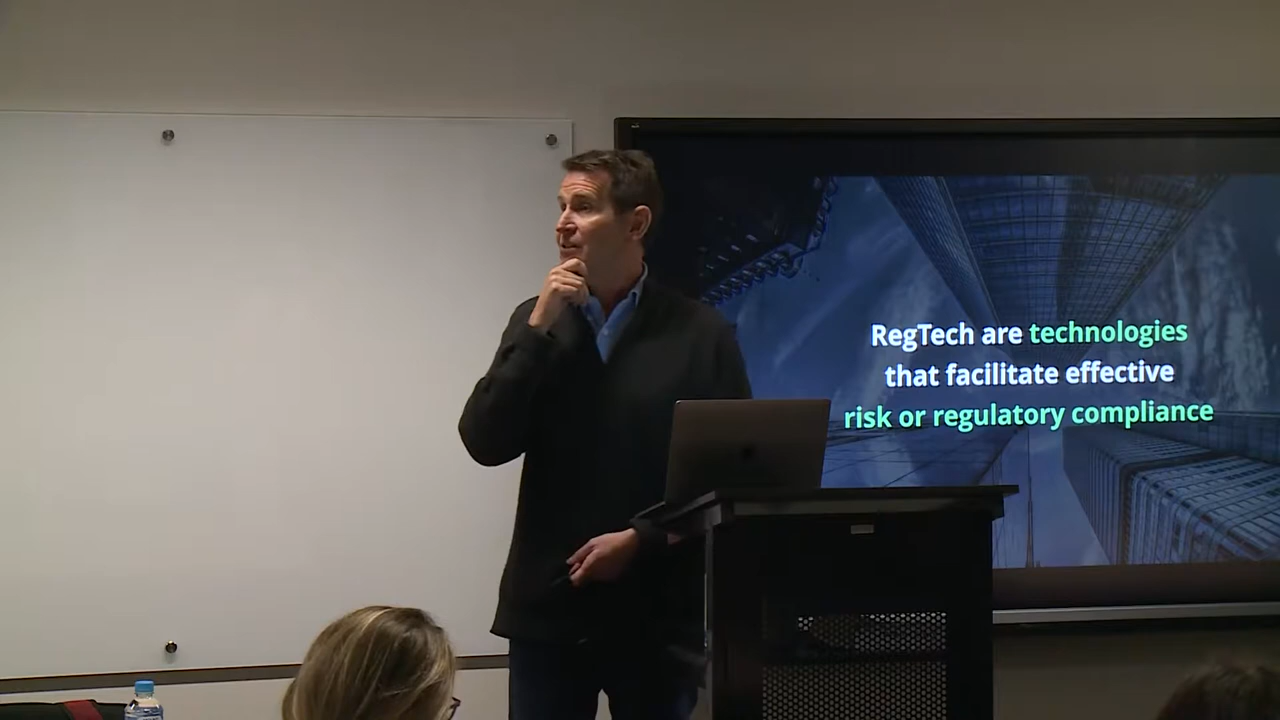 RegTech are technologies
that facilitate effective
risk or regulatory compliance